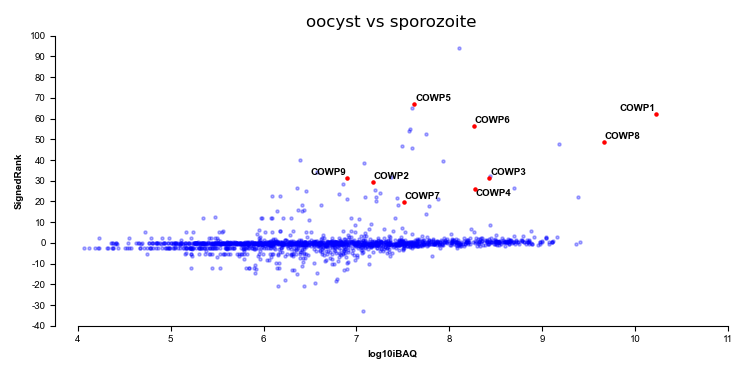 oocyst vs sporozoite
100
90
80
70
60
50
40
30
20
10
0
-10
-20
-30
-40
SignedRank
COWP5
COWP1
COWP6
COWP8
COWP9
COWP2
COWP3
COWP4
COWP7
4 5 6 7 8 9 10 11
log10iBAQ